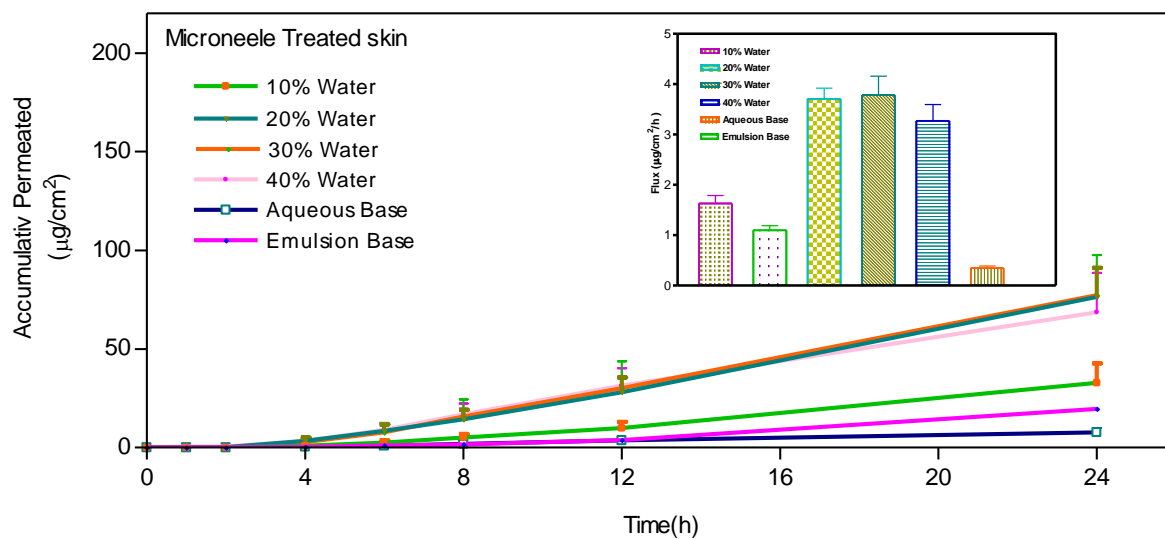 Microneele Treated skin
10% Water
20% Water
30% Water
40% Water
Aqueous Base
Emulsion Base
Accumulativ Permeated
(μg/cm2)
200
150
100
50
0
0 4 8 12 16 20 24
Time(h)
10% Water
20% Water
30% Water
40% Water
Aqueous Base
Emulsion Base
Flux (μg/cm2/h)
5
4
3
2
1
0